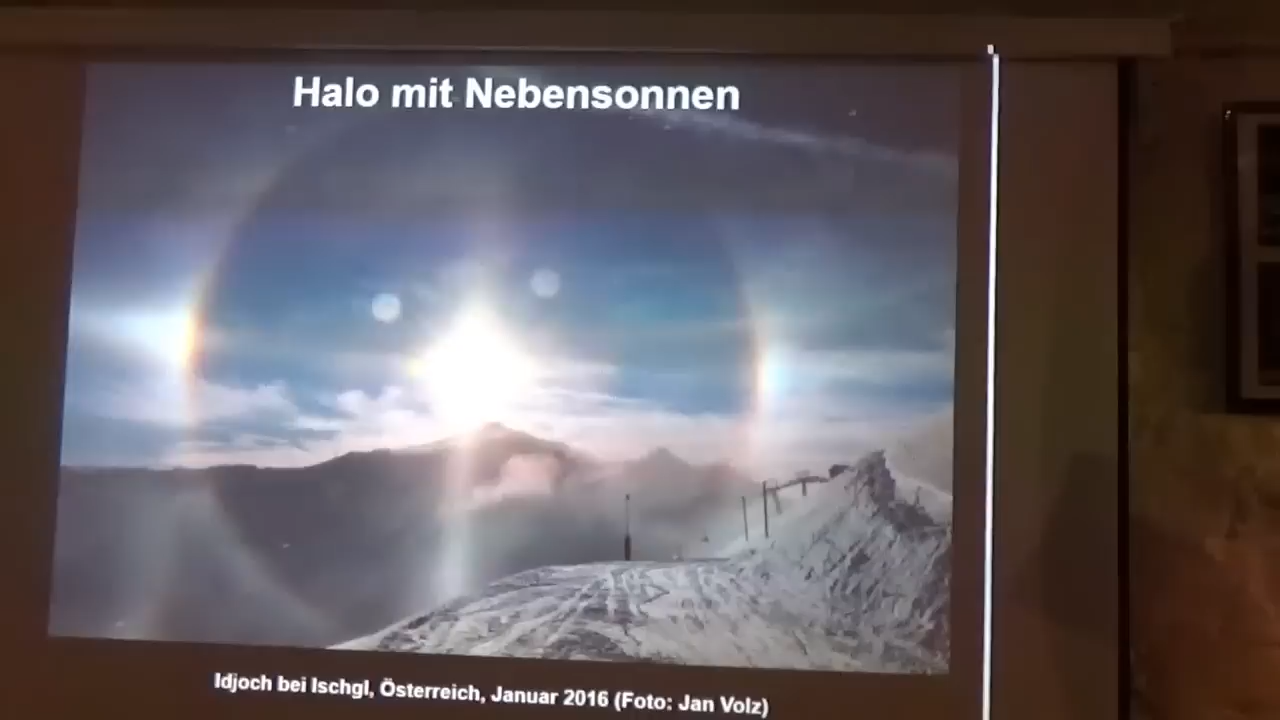 Halo mit Nebensonnen
Idjoch bei Ischgl, Österreich, Januar 2016 (Foto: Jan Volz)